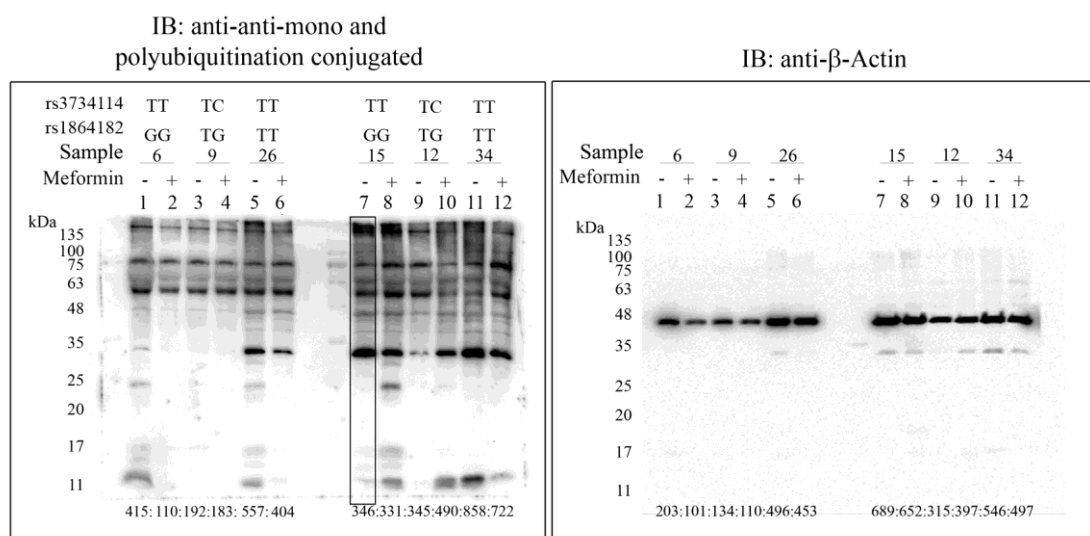 IB: anti-anti-mono and
polyubiquitination conjugated
rs3734114 TT TC TT TT TC TT
rs1864182 GG TG TT GG TG TT
Sample 6 9 26 15 12 34
Meformin - + - + - + - + - + - +
1 2 3 4 5 6 7 8 9 10 11 12
kDa
135
100
75
63
48
35
25
20
17
11
415:110:192:183: 557: 404 346:331:345:490:858:722
IB: anti-β-Actin
Sample 6 9 26 15 12 34
Meformin - + - + - + - + - + - +
1 2 3 4 5 6 7 8 9 10 11 12
kDa
135
100
75
63
48
35
25
20
17
11
203:101:134:110:496:453 689:652:315:397:546:497